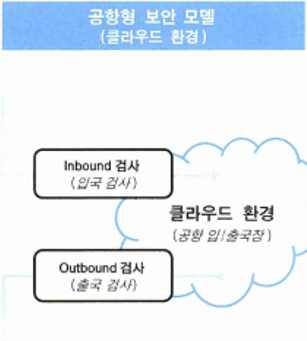 공항형 보안 모델
(클라우드 환경)
Inbound 검사
(입국 검사)
클라우드 환경
(공항 입/출국장)
Outbound 검사
(출국 검사)